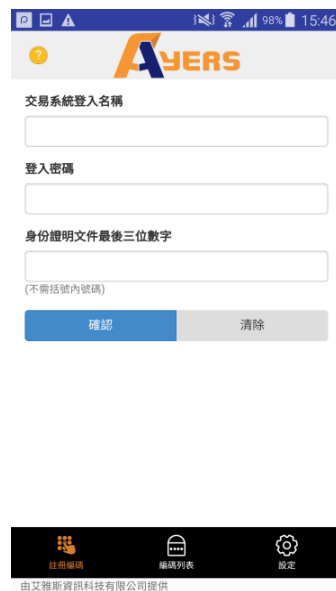 98% 15:46
AYERS
交易系統登入名稱
登入密碼
身份證明文件最後三位數字
(不需括號內號碼)
確認 清除
註冊編碼 編碼列表 設定
由艾雅斯資訊科技有限公司提供